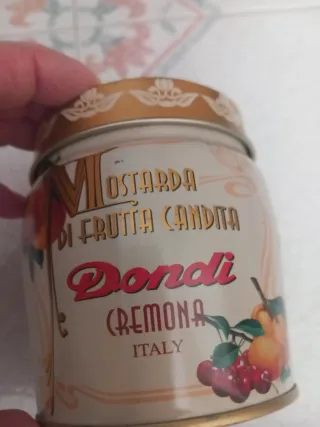 Mostarda
di Frutta Candita
Dondi
CREMONA
ITALY